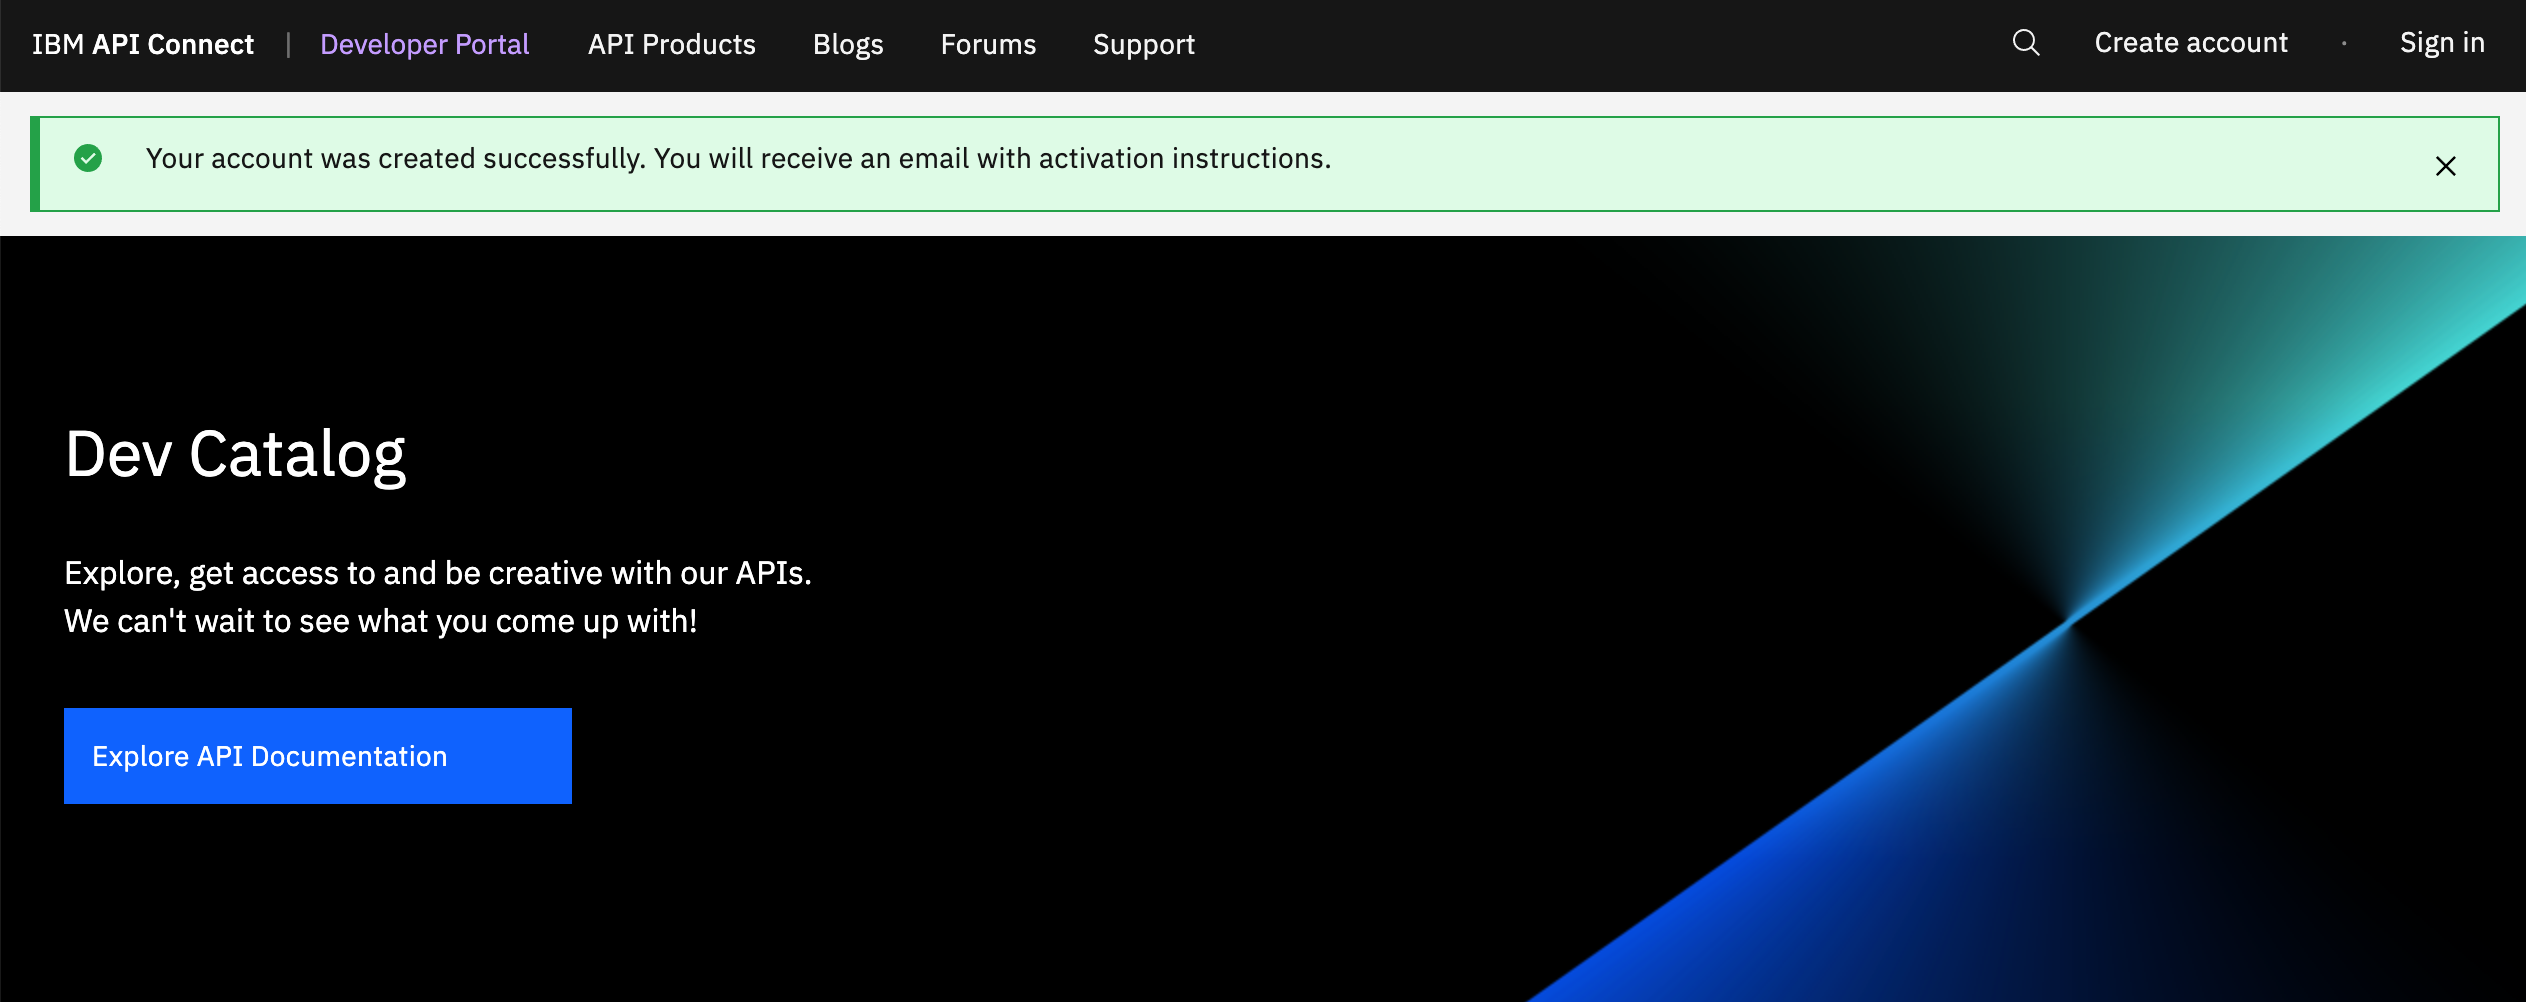 IBM API Connect | Developer Portal API Products Blogs Forums Support Create account · Sign in
Your account was created successfully. You will receive an email with activation instructions.
Dev Catalog
Explore, get access to and be creative with our APIs.
We can't wait to see what you come up with!
Explore API Documentation